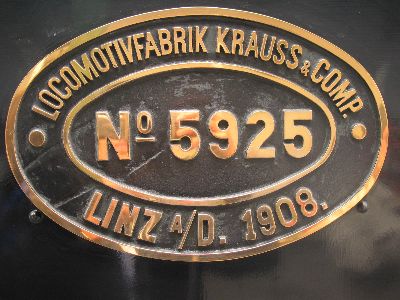 LOCOMOTIVFABRIK KRAUSS & COMP.
Nº 5925
LINZ A/D. 1908.